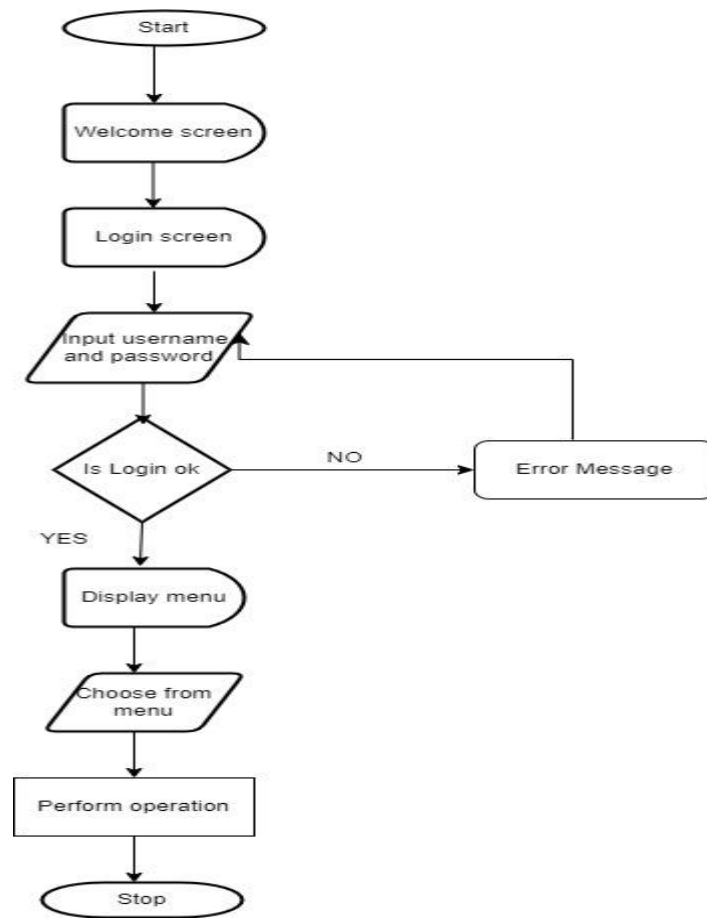 Start
Welcome screen
Login screen
Input username
and password
Is Login ok
NO
Error Message
YES
Display menu
Choose from
menu
Perform operation
Stop